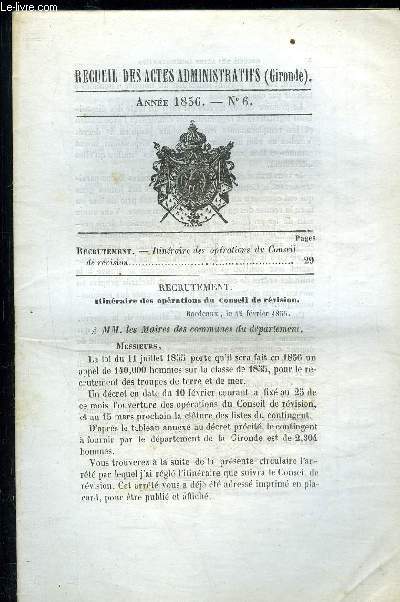 RECUEIL DES ACTES ADMINISTRATIFS (Gironde).
ANNÉE 1856. — N° 6.
Pages
RECRUTEMENT. — Itinéraire des opérations du Conseil
de révision. 29
RECRUTEMENT.
Itinéraire des opérations du Conseil de révision.
Bordeaux, le février
à MM. les Maires des communes du département.
MESSIEURS,
La loi du 11 juillet 1855 porte qu'il sera fait en 1856 un
appel de 140,000 hommes sur la classe de 1855, pour le re-
crutement des troupes de terre et de mer.
Un décret en date du 10 février courant a fixé au 25 de
ce mois l'ouverture des opérations du Conseil de révision,
et au 15 mars prochain la clôture des listes du contingent.
D'après le tableau annexé au décret précité, le contingent
à fournir par le département de la Gironde est de 2,304
hommes.
Vous trouverez à la suite de la présente circulaire l'ar-
rêté par lequel j'ai réglé l'itinéraire que suivra le Conseil de
révision. Cet arrêté vous a déjà été adressé imprimé en pla-
card, pour être publié et affiché.